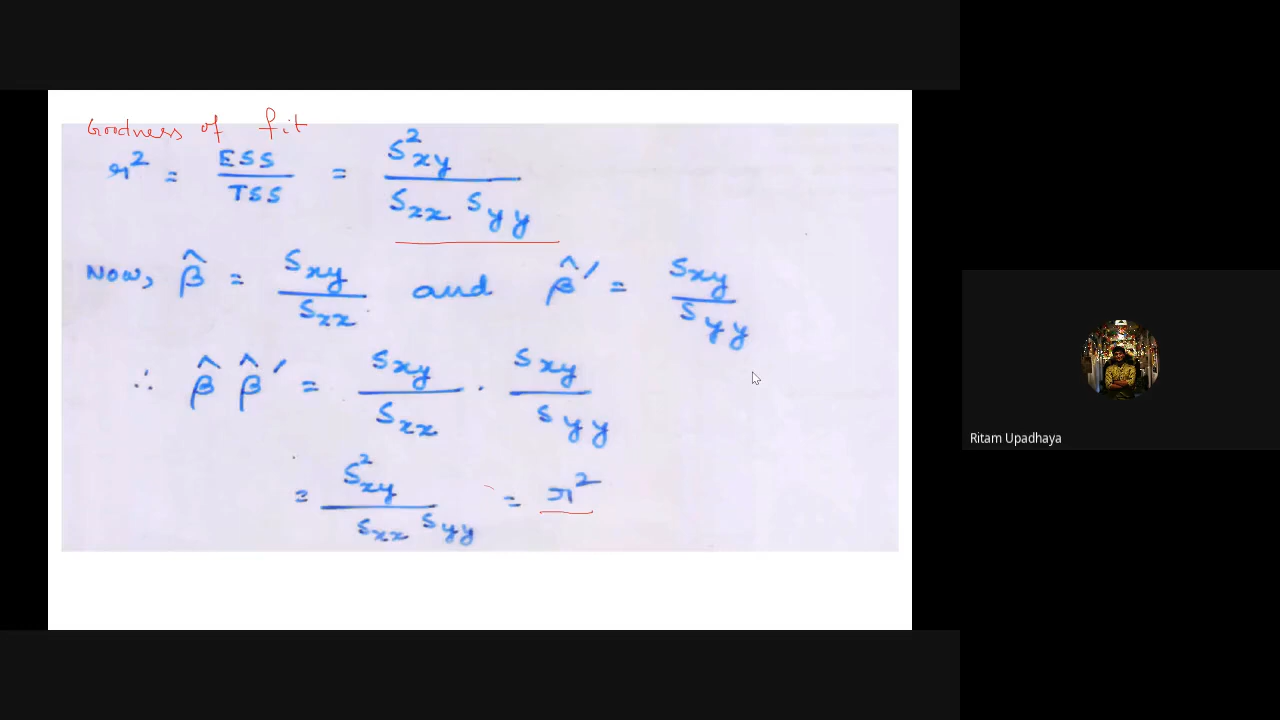 Goodness of fit
r² = ESS / TSS = S²xy / Sxx Syy
Now, β̂ = Sxy / Sxx and β̂′ = Sxy / Syy
∴ β̂ β̂′ = Sxy / Sxx · Sxy / Syy
= S²xy / Sxx Syy = r²
Ritam Upadhaya